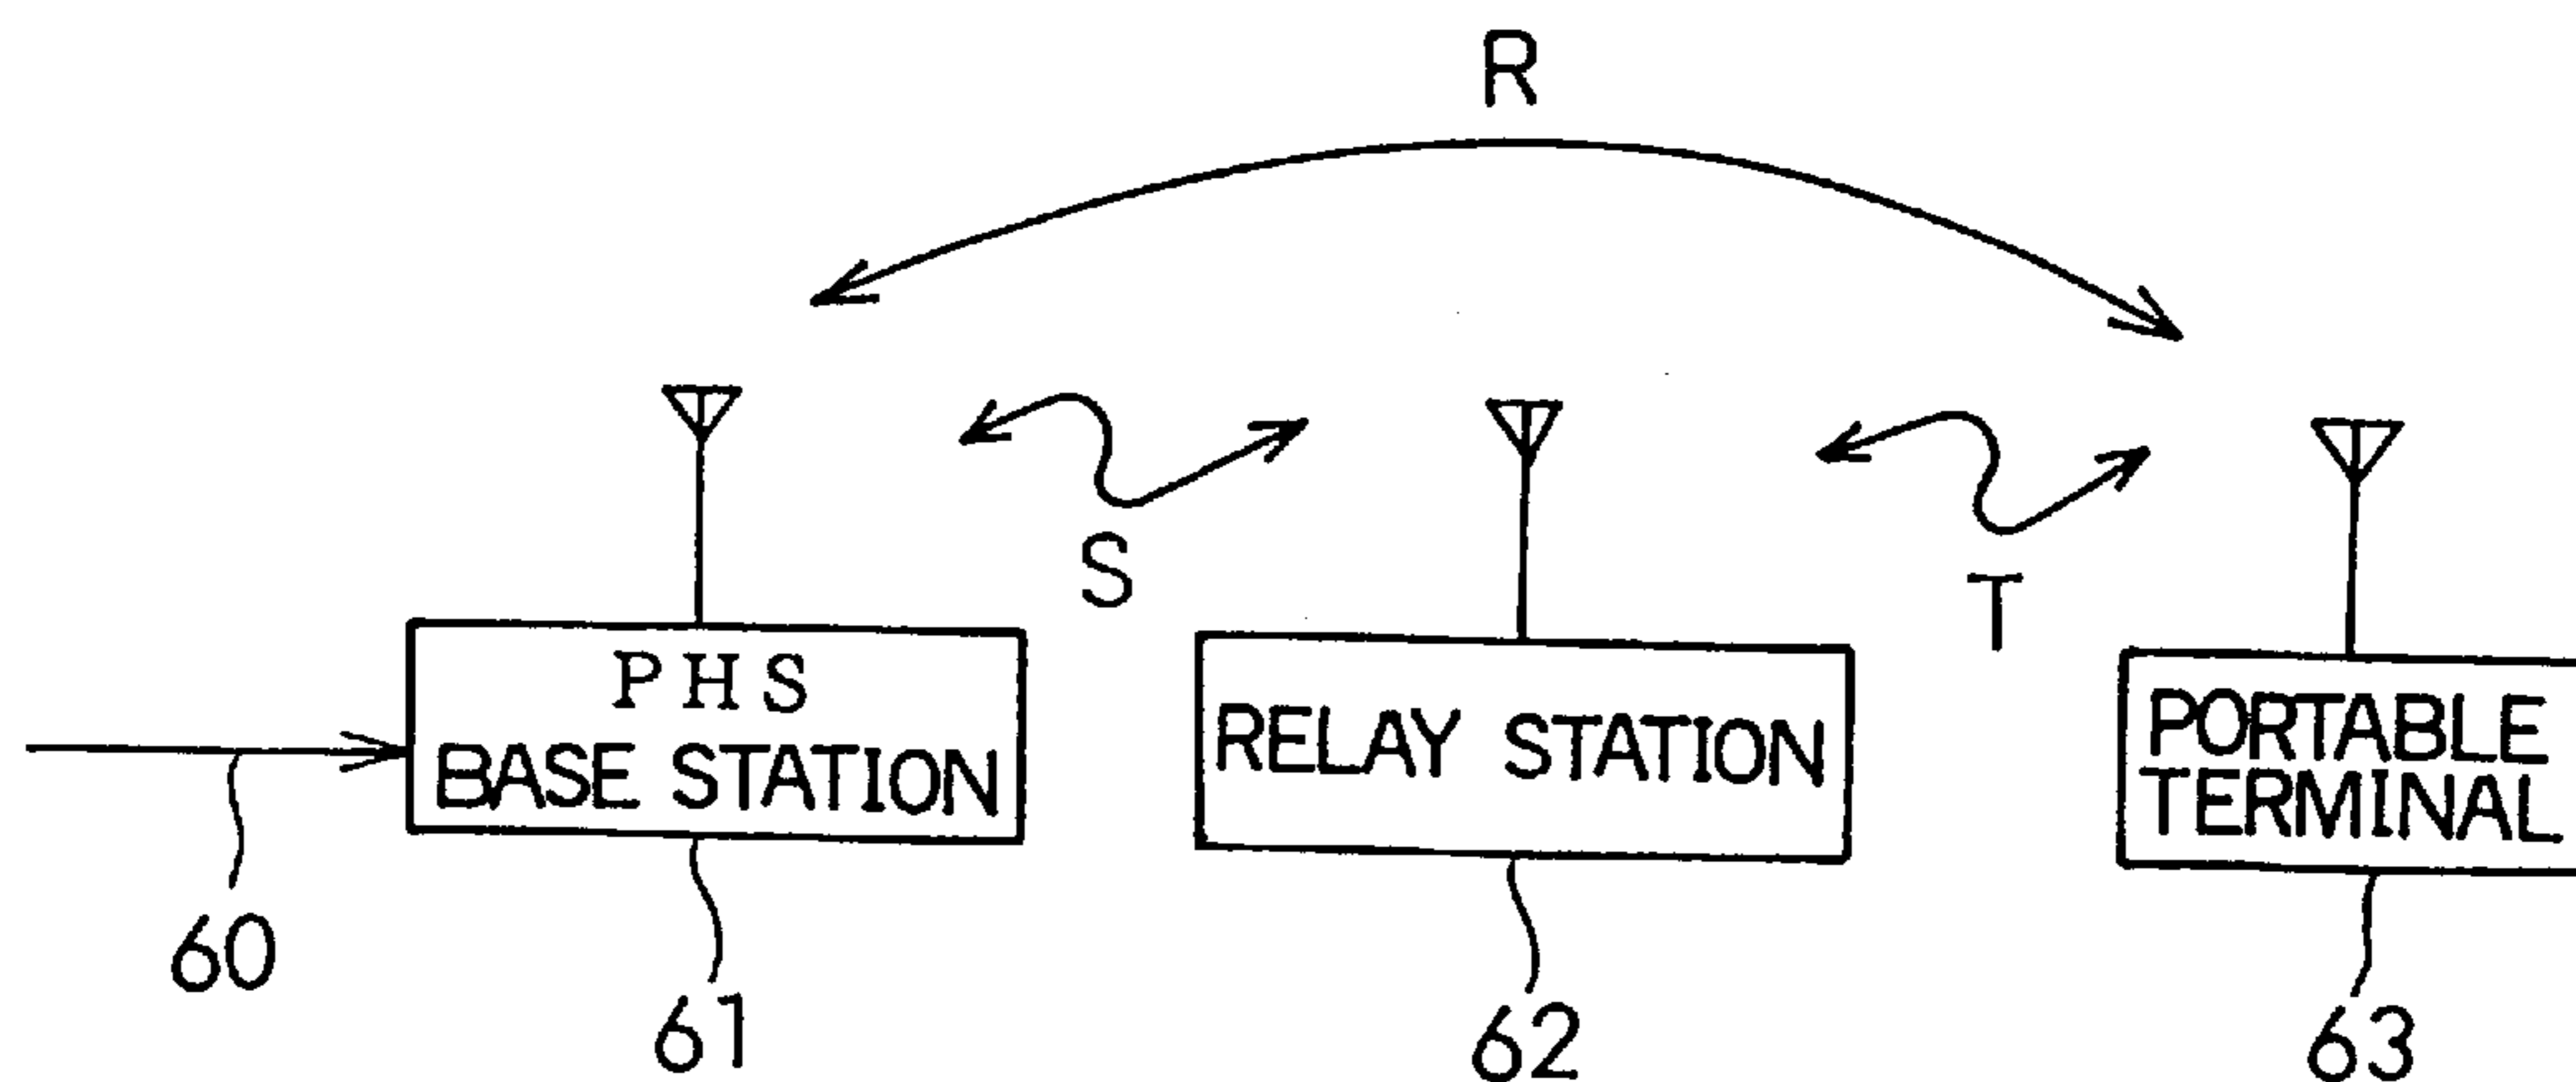 R
S
T
PHS
BASE STATION
RELAY STATION
PORTABLE
TERMINAL
60
61
62
63